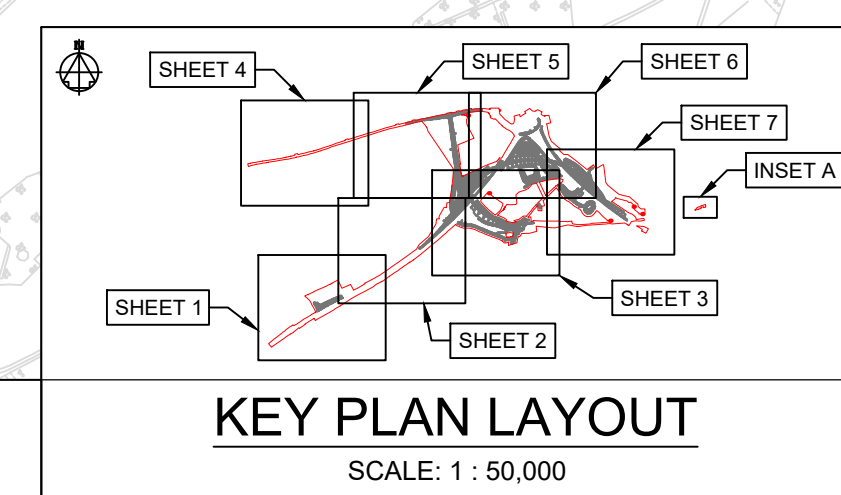 N
SHEET 4
SHEET 5
SHEET 6
SHEET 7
INSET A
SHEET 1
SHEET 3
SHEET 2
KEY PLAN LAYOUT
SCALE: 1 : 50,000